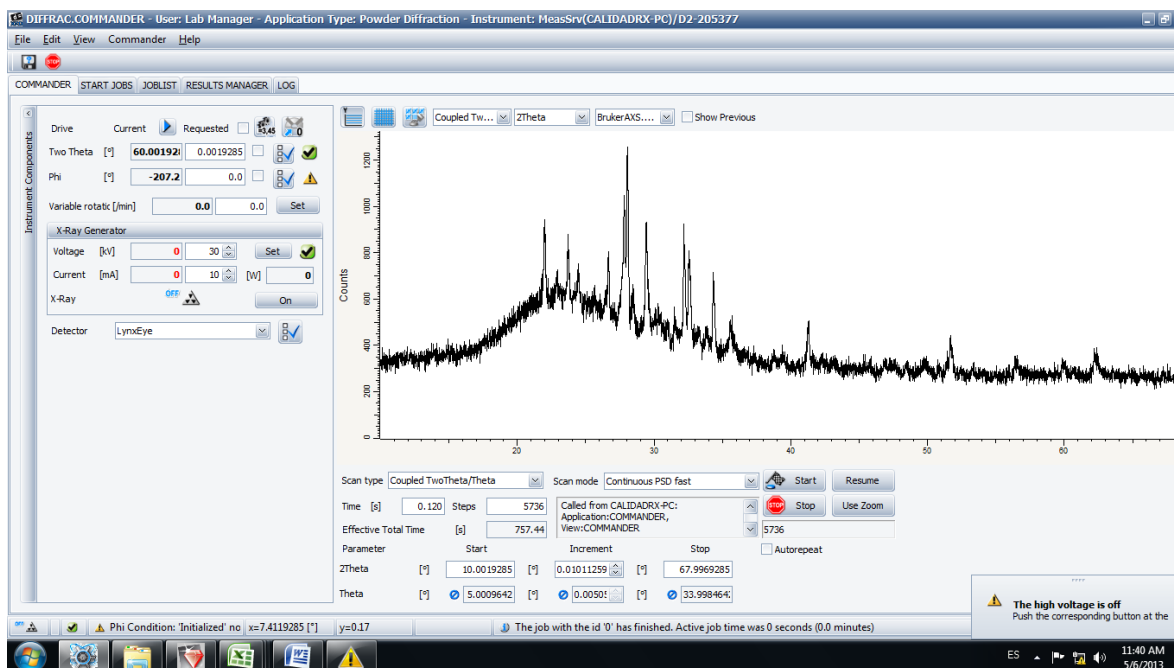 DIFFRAC.COMMANDER - User: Lab Manager - Application Type: Powder Diffraction - Instrument: MeasSrv(CALIDADRX-PC)/D2-205377
File Edit View Commander Help
STOP
COMMANDER START JOBS JOBLIST RESULTS MANAGER LOG
Instrument Components
Drive Current Requested =3,45 0
Two Theta [°] 60.00192 0.0019285
Phi [°] -207.2 0.0
Variable rotatic [/min] 0.0 0.0 Set
X-Ray Generator
Voltage [kV] 0 30 Set
Current [mA] 0 10 [W] 0
X-Ray OFF On
Detector LynxEye
Coupled Tw... 2Theta BrukerAXS.... Show Previous
Counts
1200
1000
800
600
400
200
0
20 30 40 50 60
Scan type Coupled TwoTheta/Theta Scan mode Continuous PSD fast Start Resume
Time [s] 0.120 Steps 5736 Called from CALIDADRX-PC:
Application:COMMANDER,
View:COMMANDER
STOP Stop Use Zoom
Effective Total Time [s] 757.44 5736
Parameter Start Increment Stop Autorepeat
2Theta [°] 10.0019285 [°] 0.01011259 [°] 67.9969285
Theta [°] 5.0009642 [°] 0.0050 [°] 33.998464
The high voltage is off
Push the corresponding button at the
OFF Phi Condition: 'Initialized' no x=7.4119285 [°] y=0.17 The job with the id '0' has finished. Active job time was 0 seconds (0.0 minutes)
ES 11:40 AM